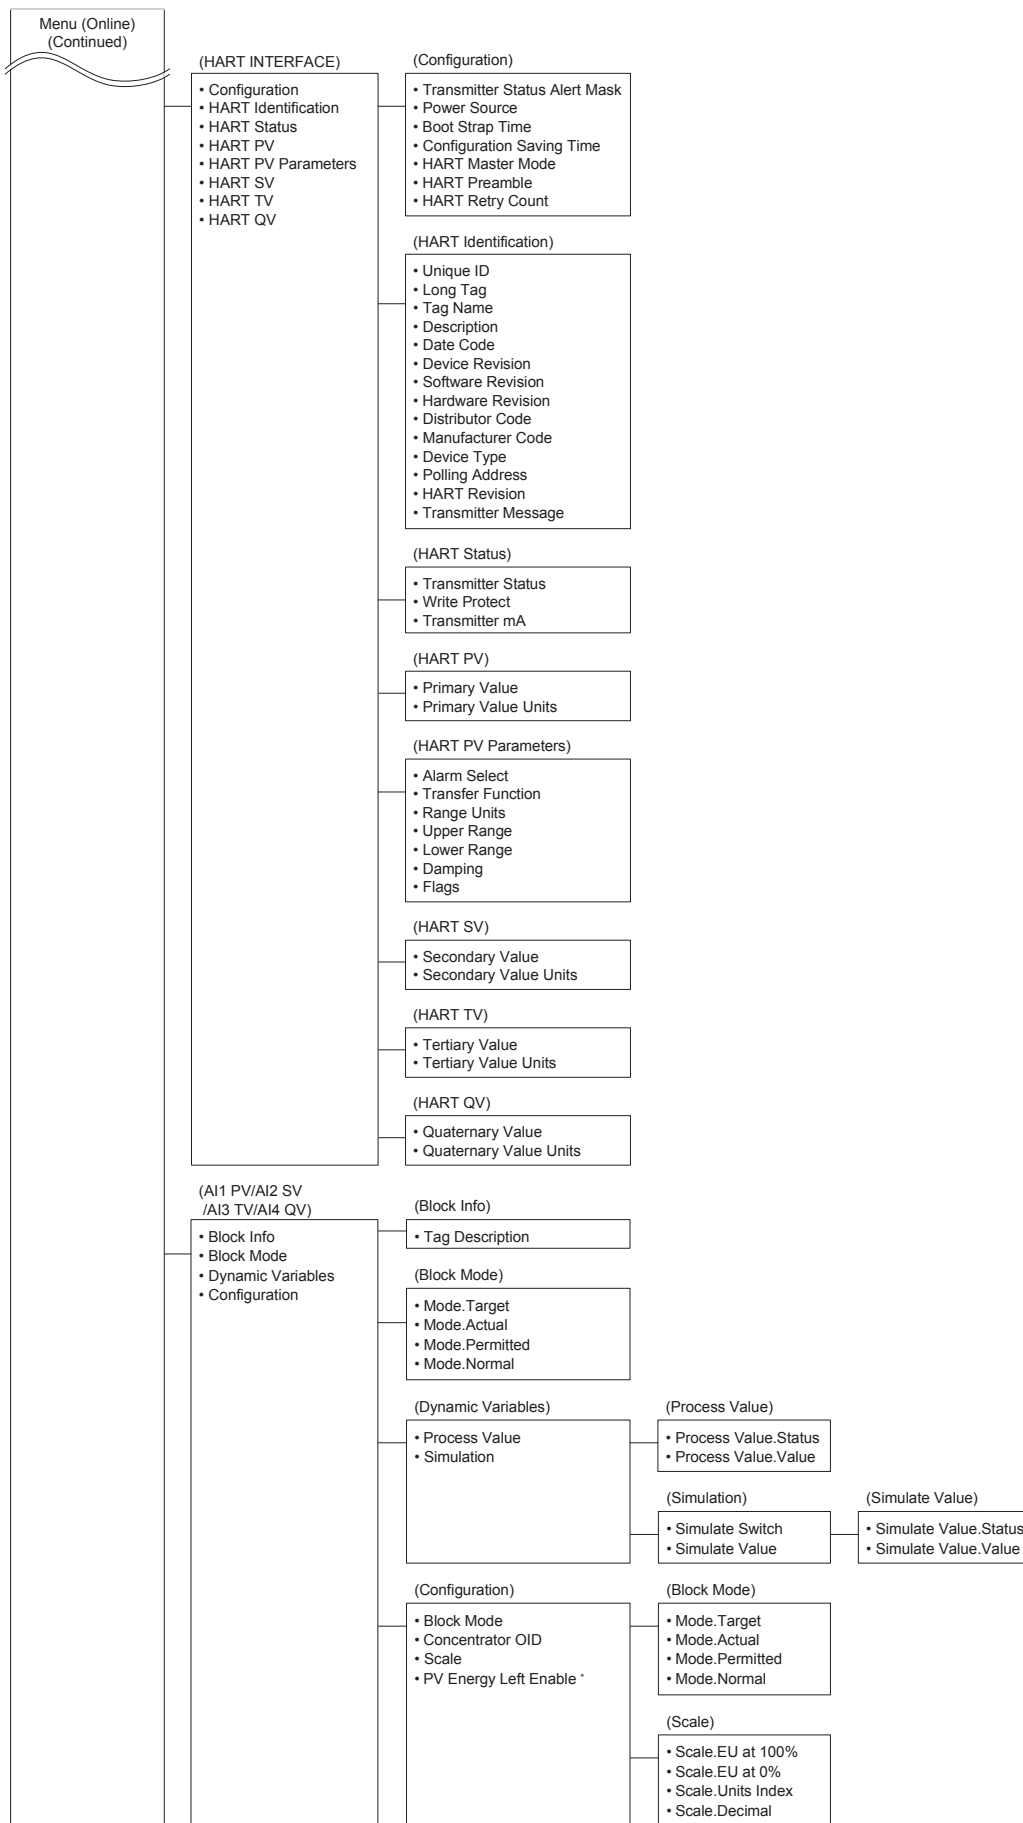 Menu (Online)
(Continued)
(HART INTERFACE)
• Configuration
• HART Identification
• HART Status
• HART PV
• HART PV Parameters
• HART SV
• HART TV
• HART QV
(Configuration)
• Transmitter Status Alert Mask
• Power Source
• Boot Strap Time
• Configuration Saving Time
• HART Master Mode
• HART Preamble
• HART Retry Count
(HART Identification)
• Unique ID
• Long Tag
• Tag Name
• Description
• Date Code
• Device Revision
• Software Revision
• Hardware Revision
• Distributor Code
• Manufacturer Code
• Device Type
• Polling Address
• HART Revision
• Transmitter Message
(HART Status)
• Transmitter Status
• Write Protect
• Transmitter mA
(HART PV)
• Primary Value
• Primary Value Units
(HART PV Parameters)
• Alarm Select
• Transfer Function
• Range Units
• Upper Range
• Lower Range
• Damping
• Flags
(HART SV)
• Secondary Value
• Secondary Value Units
(HART TV)
• Tertiary Value
• Tertiary Value Units
(HART QV)
• Quaternary Value
• Quaternary Value Units
(AI1 PV/AI2 SV
/AI3 TV/AI4 QV)
• Block Info
• Block Mode
• Dynamic Variables
• Configuration
(Block Info)
• Tag Description
(Block Mode)
• Mode.Target
• Mode.Actual
• Mode.Permitted
• Mode.Normal
(Dynamic Variables)
• Process Value
• Simulation
(Process Value)
• Process Value.Status
• Process Value.Value
(Simulation)
• Simulate Switch
• Simulate Value
(Simulate Value)
• Simulate Value.Status
• Simulate Value.Value
(Configuration)
• Block Mode
• Concentrator OID
• Scale
• PV Energy Left Enable *
(Block Mode)
• Mode.Target
• Mode.Actual
• Mode.Permitted
• Mode.Normal
(Scale)
• Scale.EU at 100%
• Scale.EU at 0%
• Scale.Units Index
• Scale.Decimal